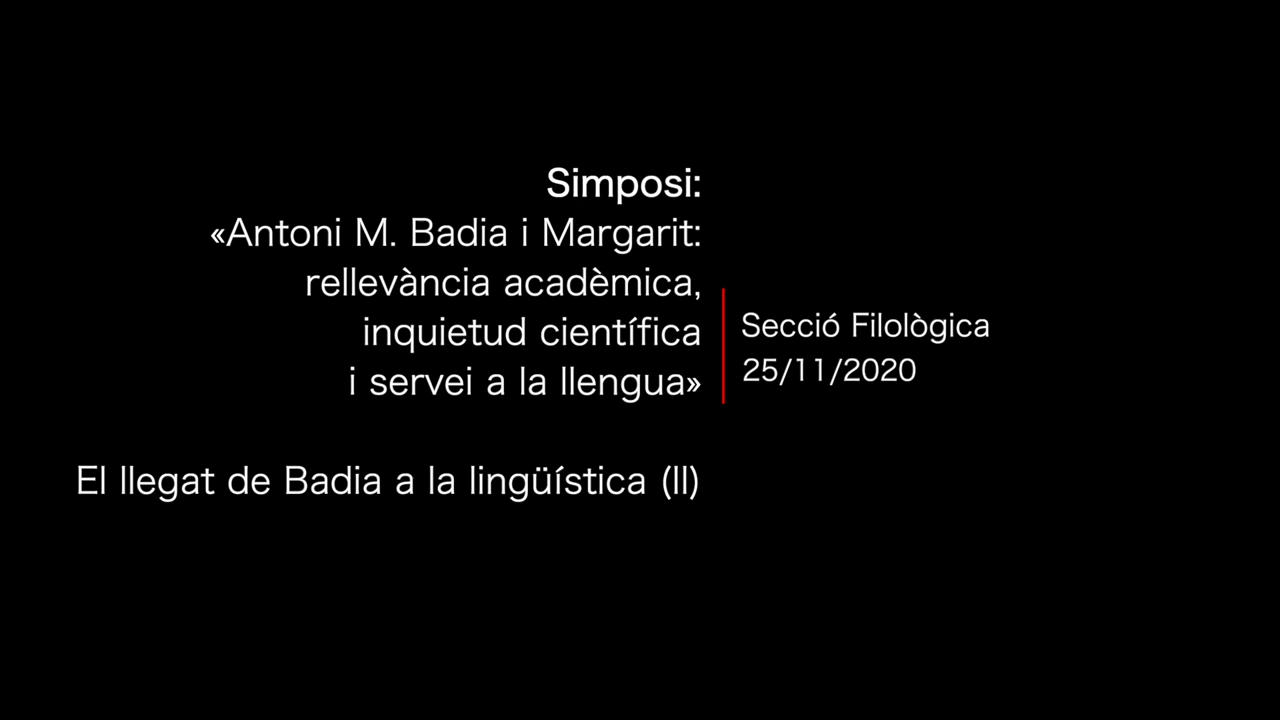 Simposi:
«Antoni M. Badia i Margarit:
rellevància acadèmica,
inquietud científica
i servei a la llengua»
El llegat de Badia a la lingüística (II)
Secció Filològica
25/11/2020